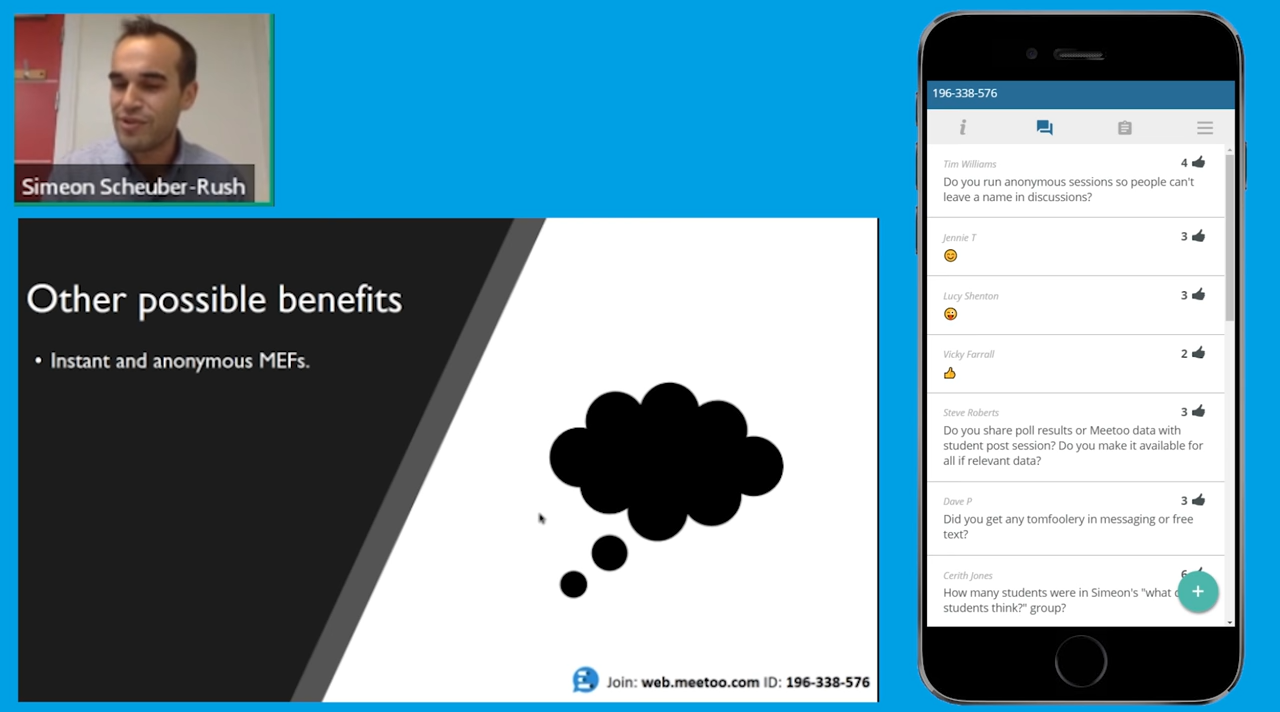 Simeon Scheuber-Rush
Other possible benefits
• Instant and anonymous MEFs.
Join: web.meetoo.com ID: 196-338-576
196-338-576
Tim Williams
4
Do you run anonymous sessions so people can't
leave a name in discussions?
Jennie T
3
Lucy Shenton
3
Vicky Farrall
2
Steve Roberts
3
Do you share poll results or Meetoo data with
student post session? Do you make it available for
all if relevant data?
Dave P
3
Did you get any tomfoolery in messaging or free
text?
Cerith Jones
6
How many students were in Simeon's "what
students think?" group?